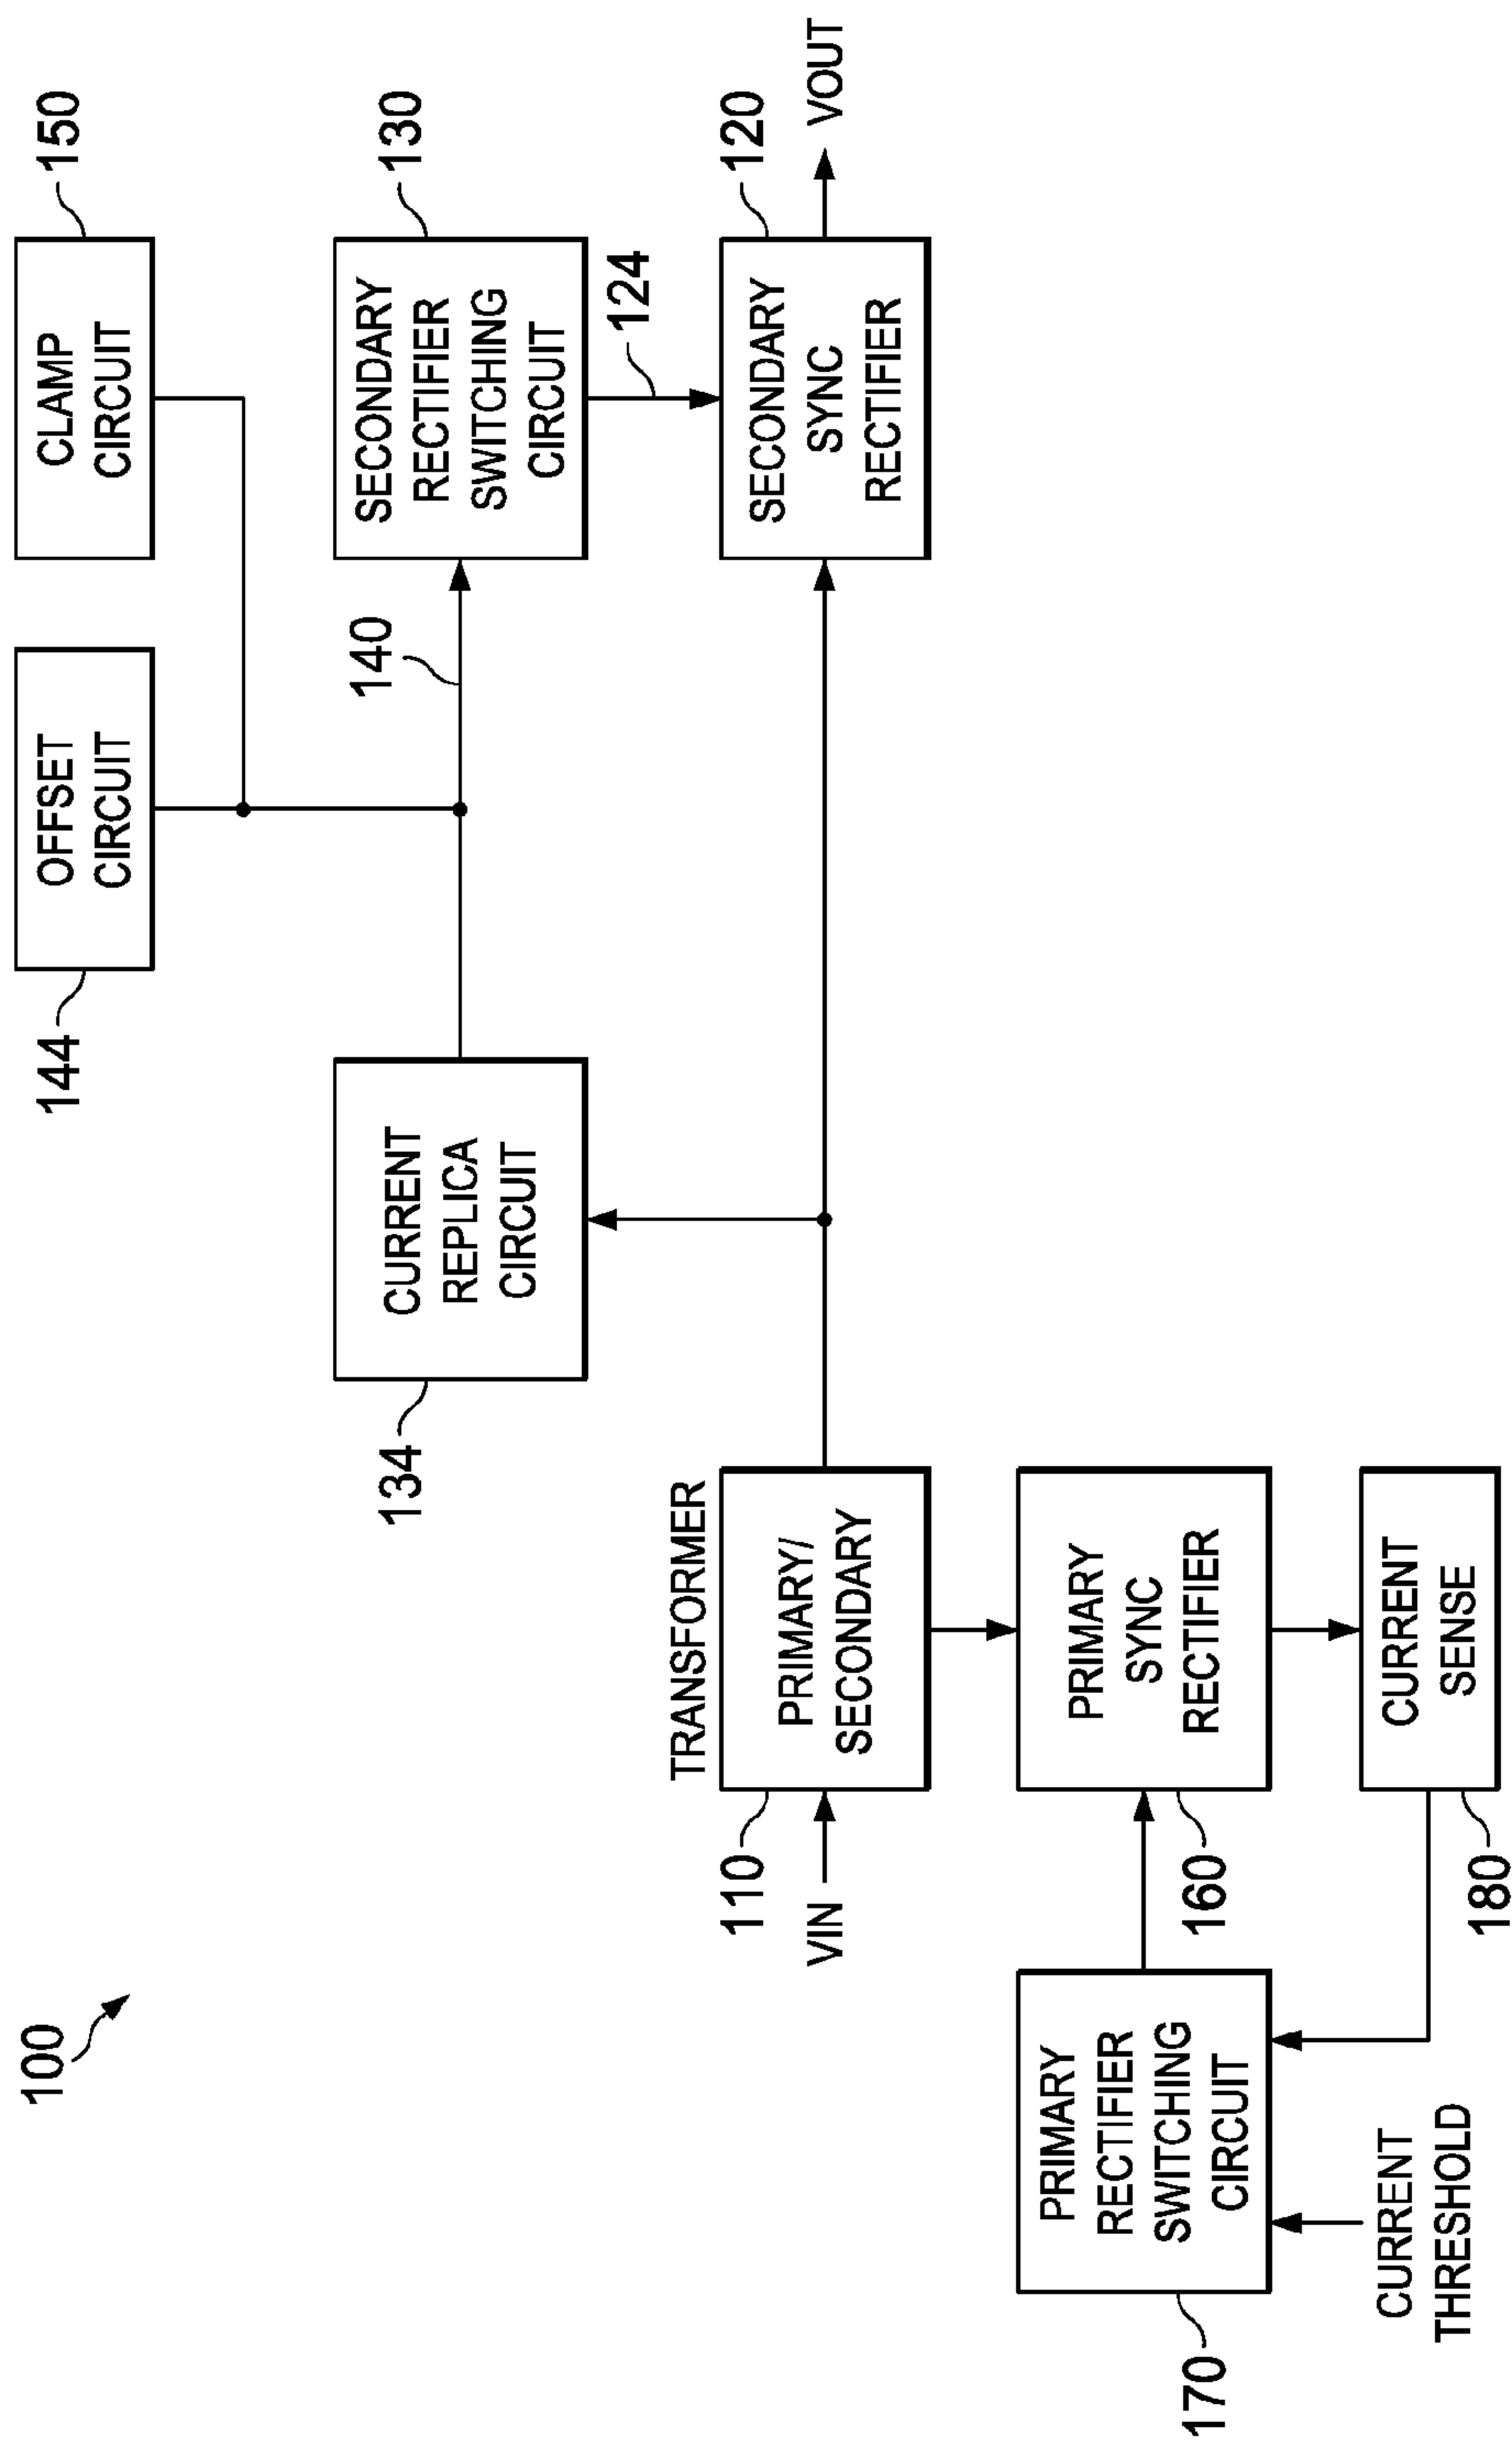 100
144
OFFSET
CIRCUIT
CLAMP
CIRCUIT
150
134
CURRENT
REPLICA
CIRCUIT
140
SECONDARY
RECTIFIER
SWITCHING
CIRCUIT
130
124
TRANSFORMER
110
VIN
PRIMARY/
SECONDARY
SECONDARY
SYNC
RECTIFIER
120
VOUT
170
PRIMARY
RECTIFIER
SWITCHING
CIRCUIT
160
PRIMARY
SYNC
RECTIFIER
CURRENT
THRESHOLD
180
CURRENT
SENSE